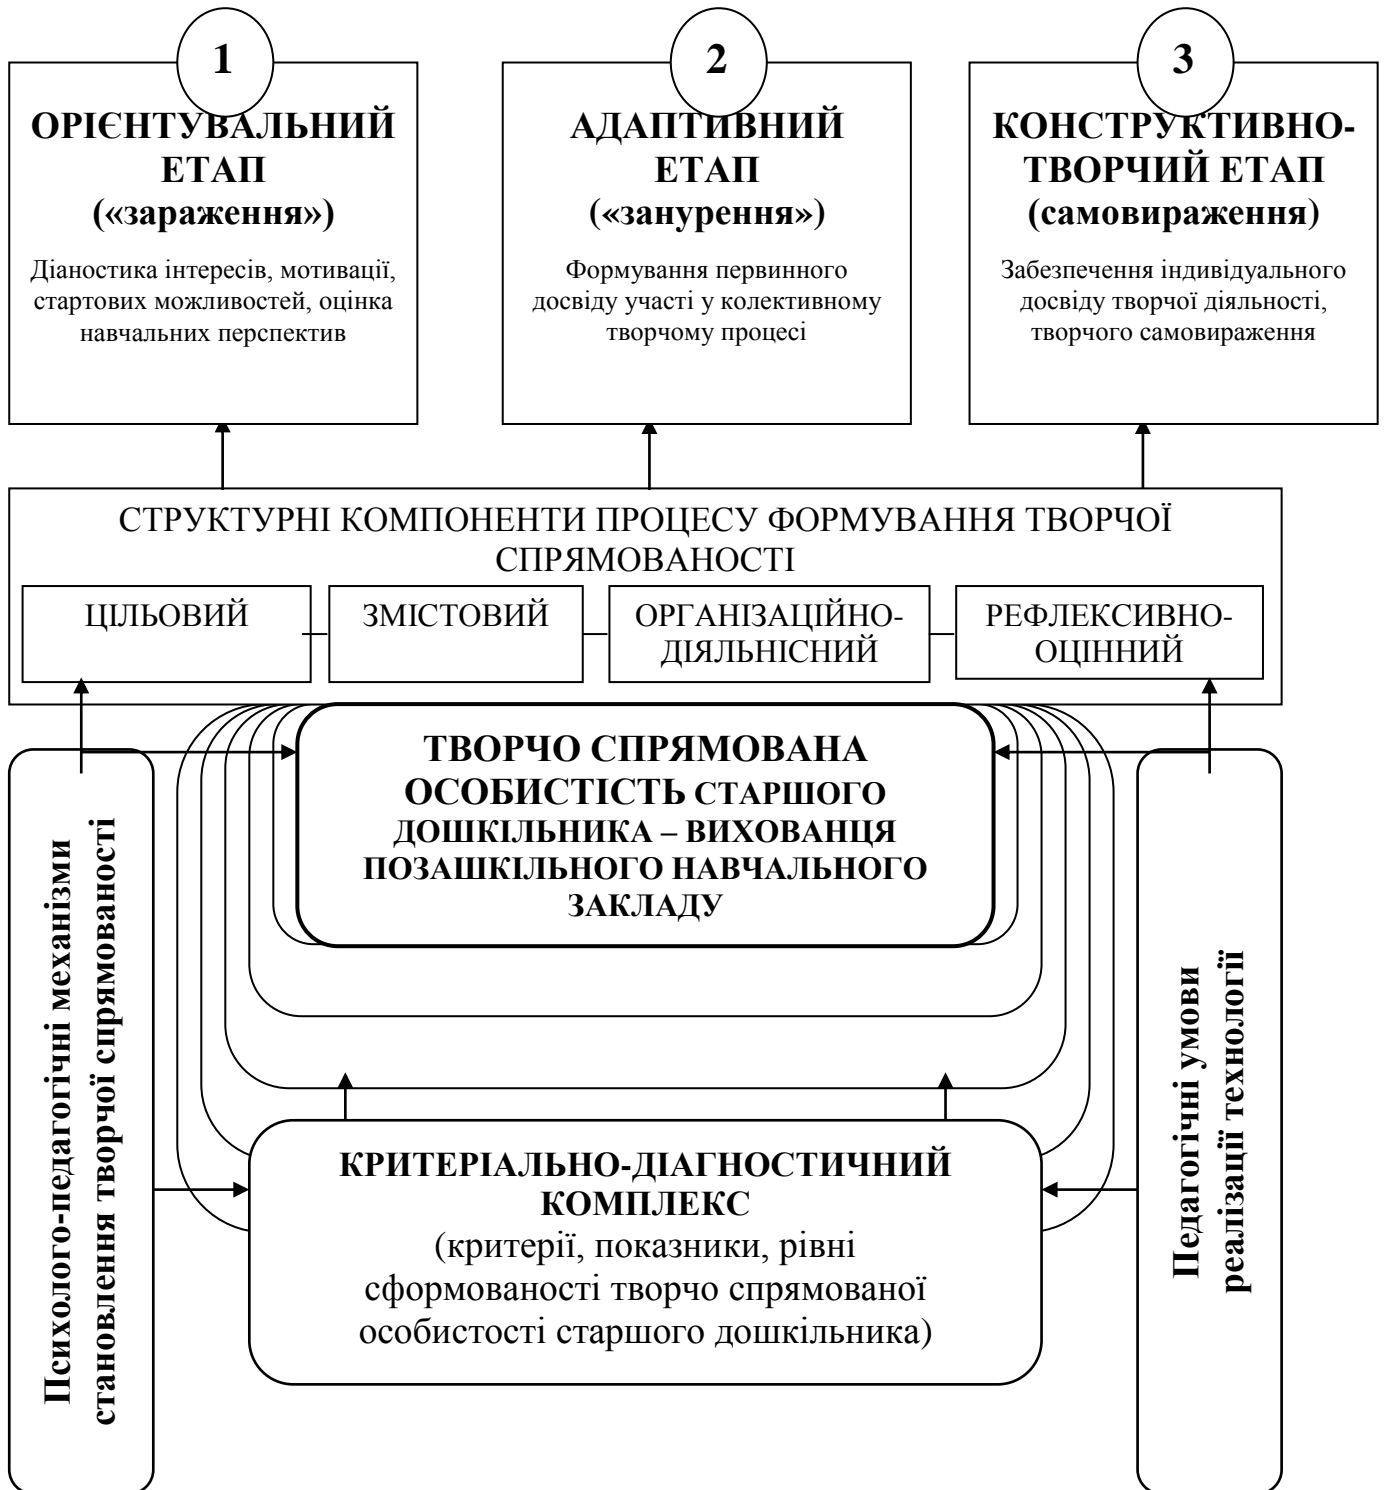 1
ОРІЄНТУВАЛЬНИЙ
ЕТАП
(«зараження»)
Діаностика інтересів, мотивації,
стартових можливостей, оцінка
навчальних перспектив
2
АДАПТИВНИЙ
ЕТАП
(«занурення»)
Формування первинного
досвіду участі у колективному
творчому процесі
3
КОНСТРУКТИВНО-
ТВОРЧИЙ ЕТАП
(самовираження)
Забезпечення індивідуального
досвіду творчої діяльності,
творчого самовираження
СТРУКТУРНІ КОМПОНЕНТИ ПРОЦЕСУ ФОРМУВАННЯ ТВОРЧОЇ
СПРЯМОВАНОСТІ
ЦІЛЬОВИЙ
ЗМІСТОВИЙ
ОРГАНІЗАЦІЙНО-
ДІЯЛЬНІСНИЙ
РЕФЛЕКСИВНО-
ОЦІННИЙ
Психолого-педагогічні механізми
становлення творчої спрямованості
ТВОРЧО СПРЯМОВАНА
ОСОБИСТІСТЬ СТАРШОГО
ДОШКІЛЬНИКА – ВИХОВАНЦЯ
ПОЗАШКІЛЬНОГО НАВЧАЛЬНОГО
ЗАКЛАДУ
КРИТЕРІАЛЬНО-ДІАГНОСТИЧНИЙ
КОМПЛЕКС
(критерії, показники, рівні
сформованості творчо спрямованої
особистості старшого дошкільника)
Педагогічні умови
реалізації технології